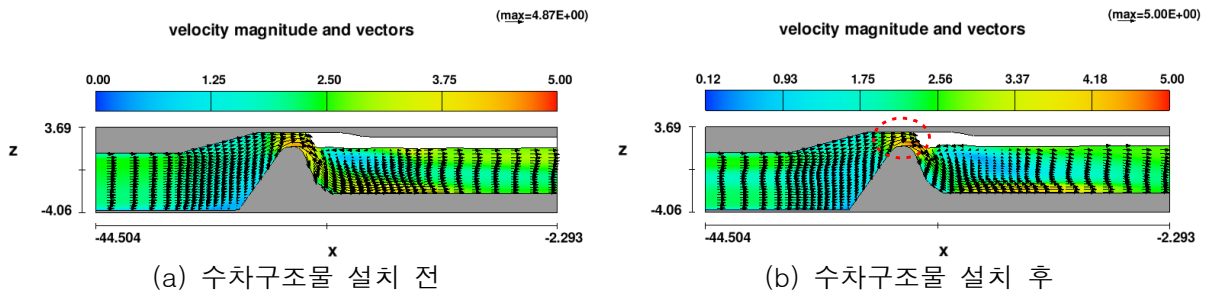 (max=4.87E+00)
velocity magnitude and vectors
0.00 1.25 2.50 3.75 5.00
3.69
z
-4.06
-44.504 -2.293
x
(a) 수차구조물 설치 전
(max=5.00E+00)
velocity magnitude and vectors
0.12 0.93 1.75 2.56 3.37 4.18 5.00
3.69
z
-4.06
-44.504 -2.293
x
(b) 수차구조물 설치 후